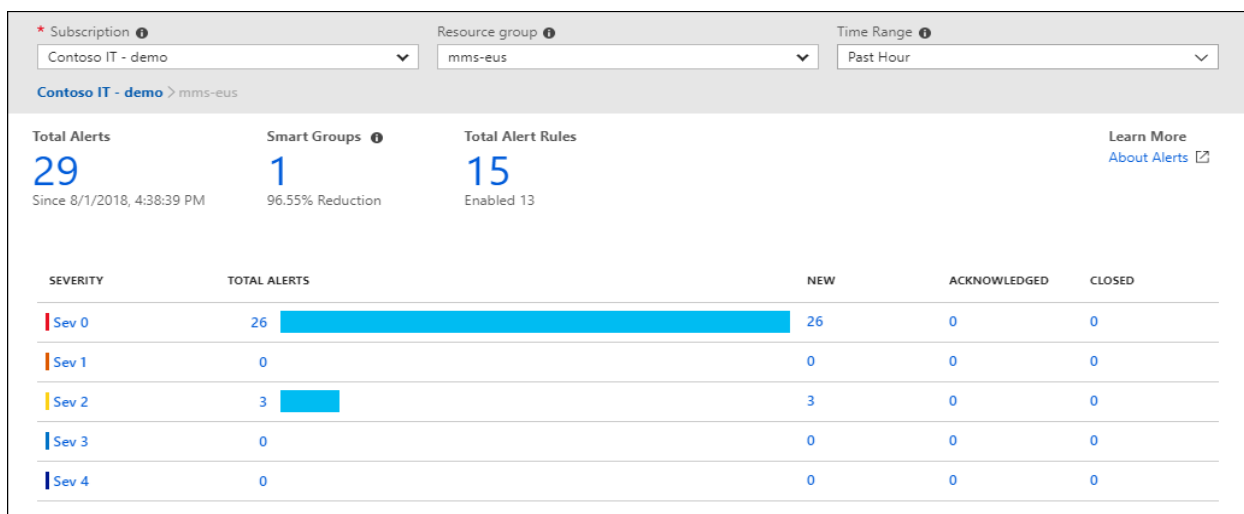 * Subscription Resource group Time Range
Contoso IT - demo mms-eus Past Hour
Contoso IT - demo > mms-eus
Total Alerts Smart Groups Total Alert Rules Learn More
29 1 15 About Alerts
Since 8/1/2018, 4:38:39 PM 96.55% Reduction Enabled 13
SEVERITY TOTAL ALERTS NEW ACKNOWLEDGED CLOSED
Sev 0 26 26 0 0
Sev 1 0 0 0 0
Sev 2 3 3 0 0
Sev 3 0 0 0 0
Sev 4 0 0 0 0